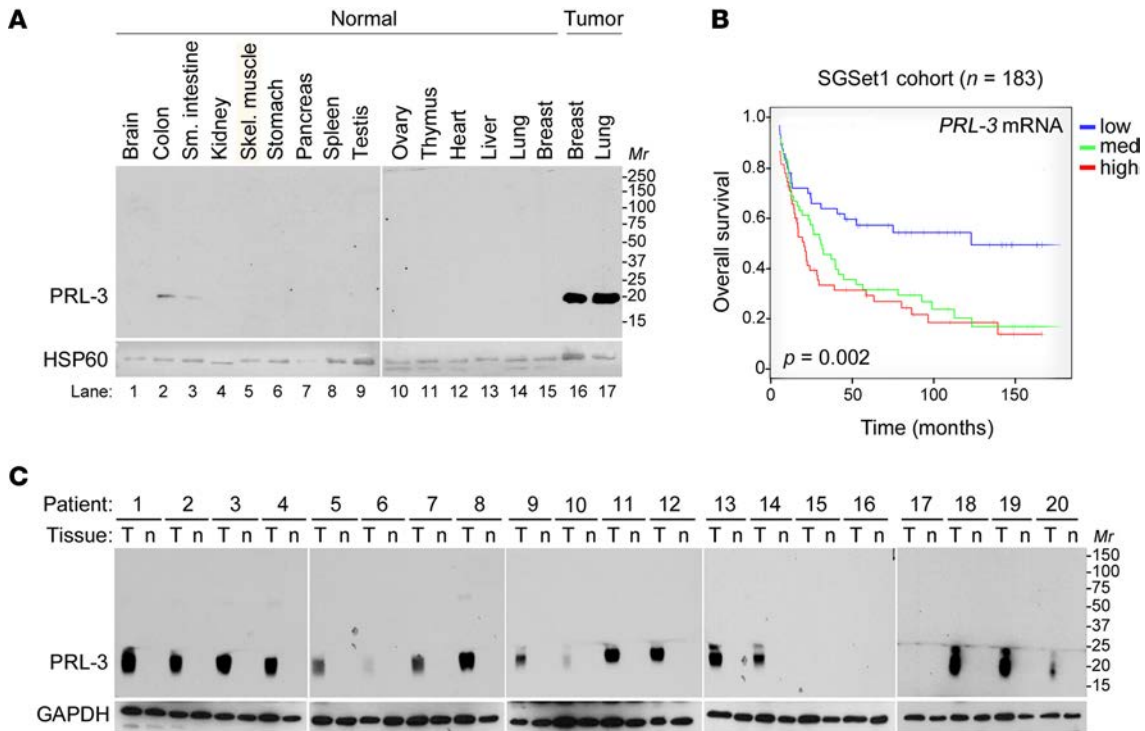 A
Normal Tumor
Brain
Colon
Sm. intestine
Kidney
Skel. muscle
Stomach
Pancreas
Spleen
Testis
Ovary
Thymus
Heart
Liver
Lung
Breast
Breast
Lung
Mr
-250
-150
-100
-75
-50
-37
-25
-20
-15
PRL-3
HSP60
Lane: 1 2 3 4 5 6 7 8 9 10 11 12 13 14 15 16 17
B
SGSet1 cohort (n = 183)
PRL-3 mRNA
low
med
high
Overall survival
1.0
0.8
0.6
0.4
0.2
0
p = 0.002
0 50 100 150
Time (months)
C
Patient: 1 2 3 4 5 6 7 8 9 10 11 12 13 14 15 16 17 18 19 20
Tissue: T n T n T n T n T n T n T n T n T n T n T n T n T n T n T n T n T n T n T n T n
Mr
-150
-100
-75
-50
-37
-25
-20
-15
PRL-3
GAPDH